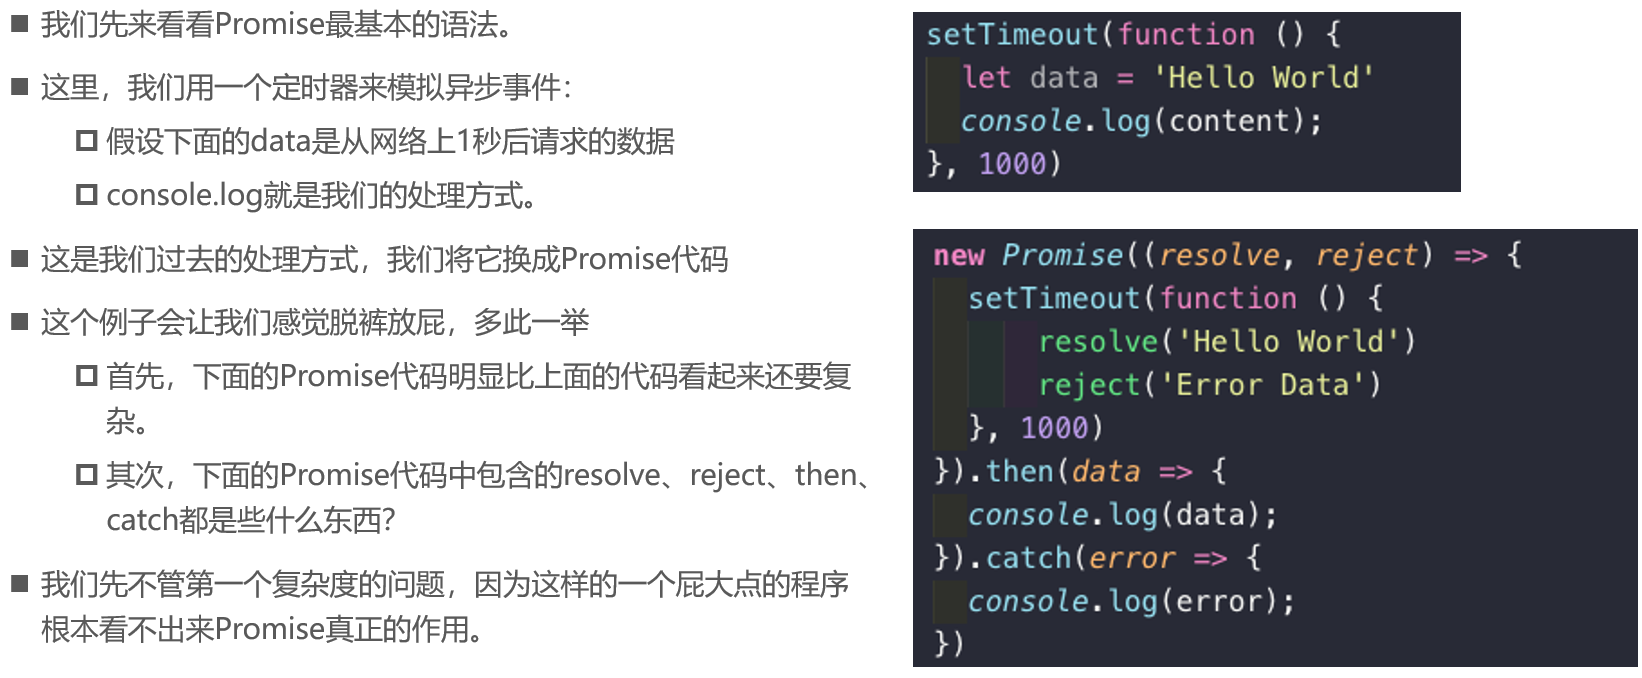 我们先来看看Promise最基本的语法。
这里，我们用一个定时器来模拟异步事件：
假设下面的data是从网络上1秒后请求的数据
console.log就是我们的处理方式。
这是我们过去的处理方式，我们将它换成Promise代码
这个例子会让我们感觉脱裤放屁，多此一举
首先，下面的Promise代码明显比上面的代码看起来还要复
杂。
其次，下面的Promise代码中包含的resolve、reject、then、
catch都是些什么东西？
我们先不管第一个复杂度的问题，因为这样的一个屁大点的程序
根本看不出来Promise真正的作用。
setTimeout(function () {
let data = 'Hello World'
console.log(content);
}, 1000)
new Promise((resolve, reject) => {
setTimeout(function () {
resolve('Hello World')
reject('Error Data')
}, 1000)
}).then(data => {
console.log(data);
}).catch(error => {
console.log(error);
})